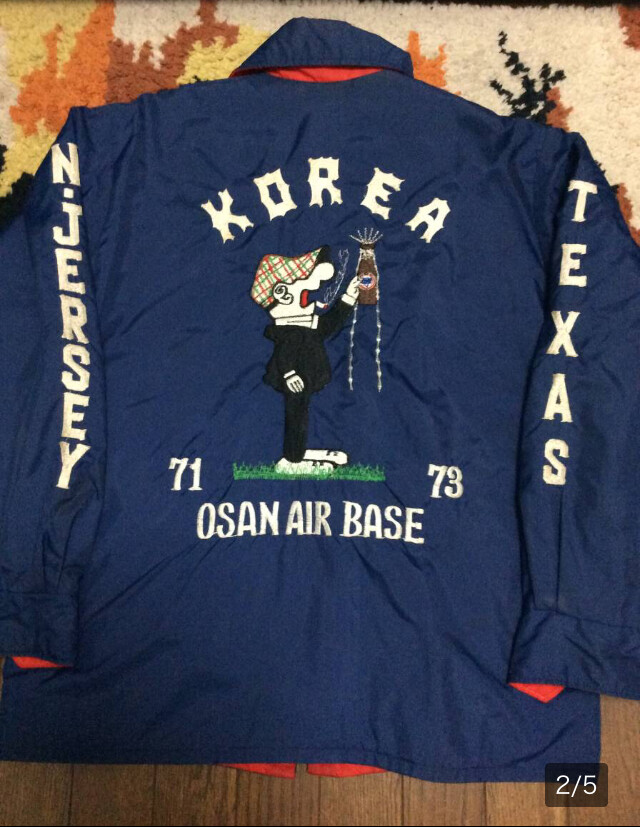 KOREA
N.JERSEY
TEXAS
71
73
OSAN AIR BASE
2/5